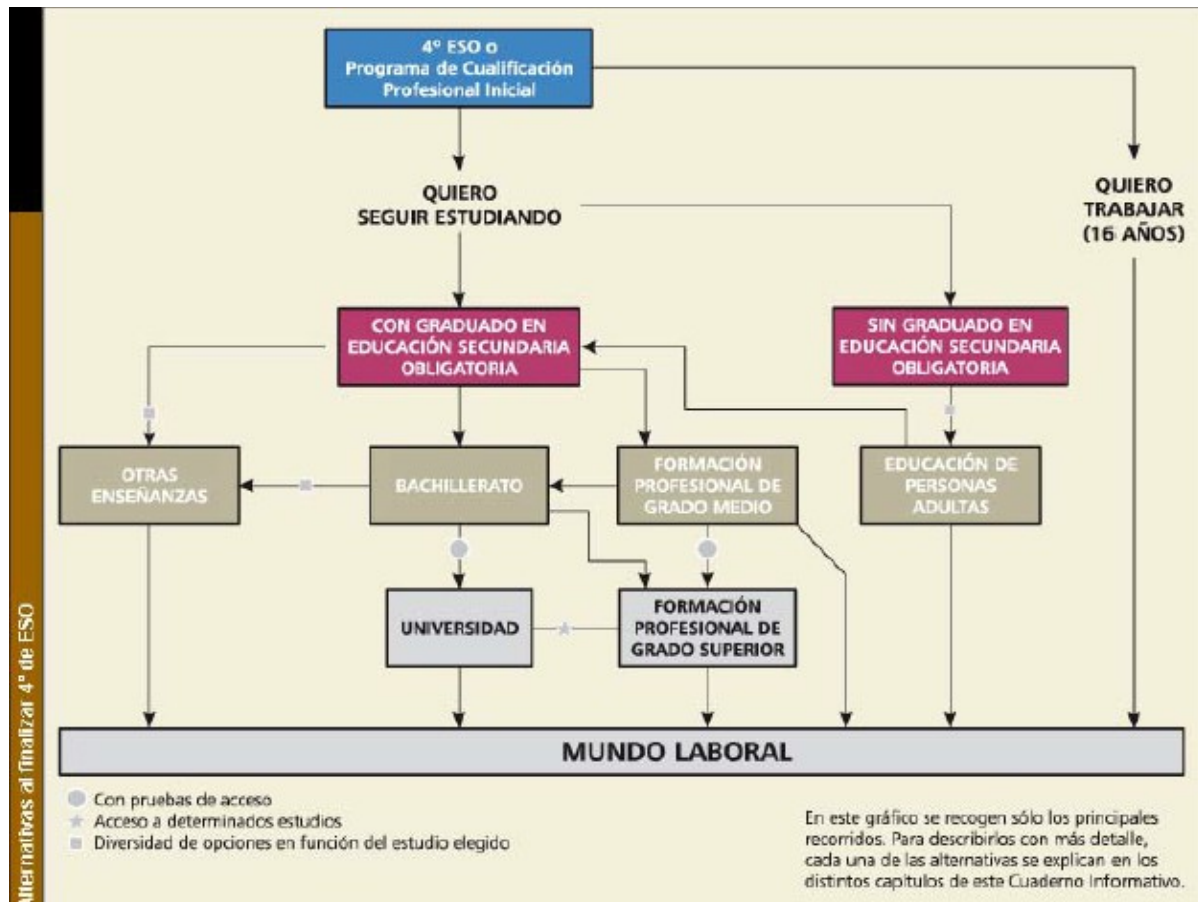 4º ESO o
Programa de Cualificación
Profesional Inicial
QUIERO
SEGUIR ESTUDIANDO
QUIERO
TRABAJAR
(16 AÑOS)
CON GRADUADO EN
EDUCACIÓN SECUNDARIA
OBLIGATORIA
SIN GRADUADO EN
EDUCACIÓN SECUNDARIA
OBLIGATORIA
OTRAS
ENSEÑANZAS
BACHILLERATO
FORMACIÓN
PROFESIONAL DE
GRADO MEDIO
EDUCACIÓN DE
PERSONAS
ADULTAS
UNIVERSIDAD
FORMACIÓN
PROFESIONAL DE
GRADO SUPERIOR
MUNDO LABORAL
Con pruebas de acceso
Acceso a determinados estudios
Diversidad de opciones en función del estudio elegido
En este gráfico se recogen sólo los principales
recorridos. Para describirlos con más detalle,
cada una de las alternativas se explican en los
distintos capítulos de este Cuaderno Informativo.
Alternativas al finalizar 4º de ESO